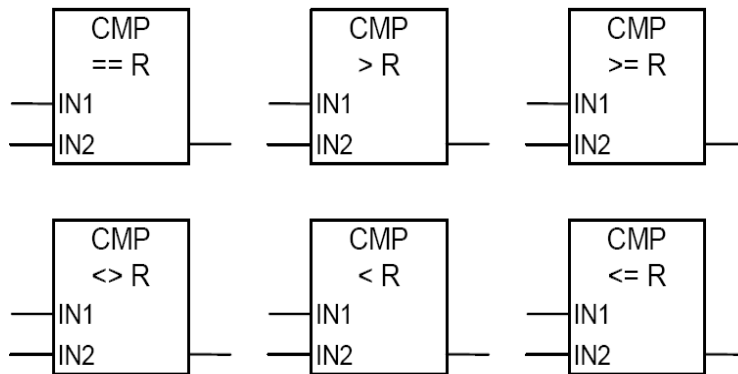 CMP
== R
IN1
IN2
CMP
> R
IN1
IN2
CMP
>= R
IN1
IN2
CMP
<> R
IN1
IN2
CMP
< R
IN1
IN2
CMP
<= R
IN1
IN2